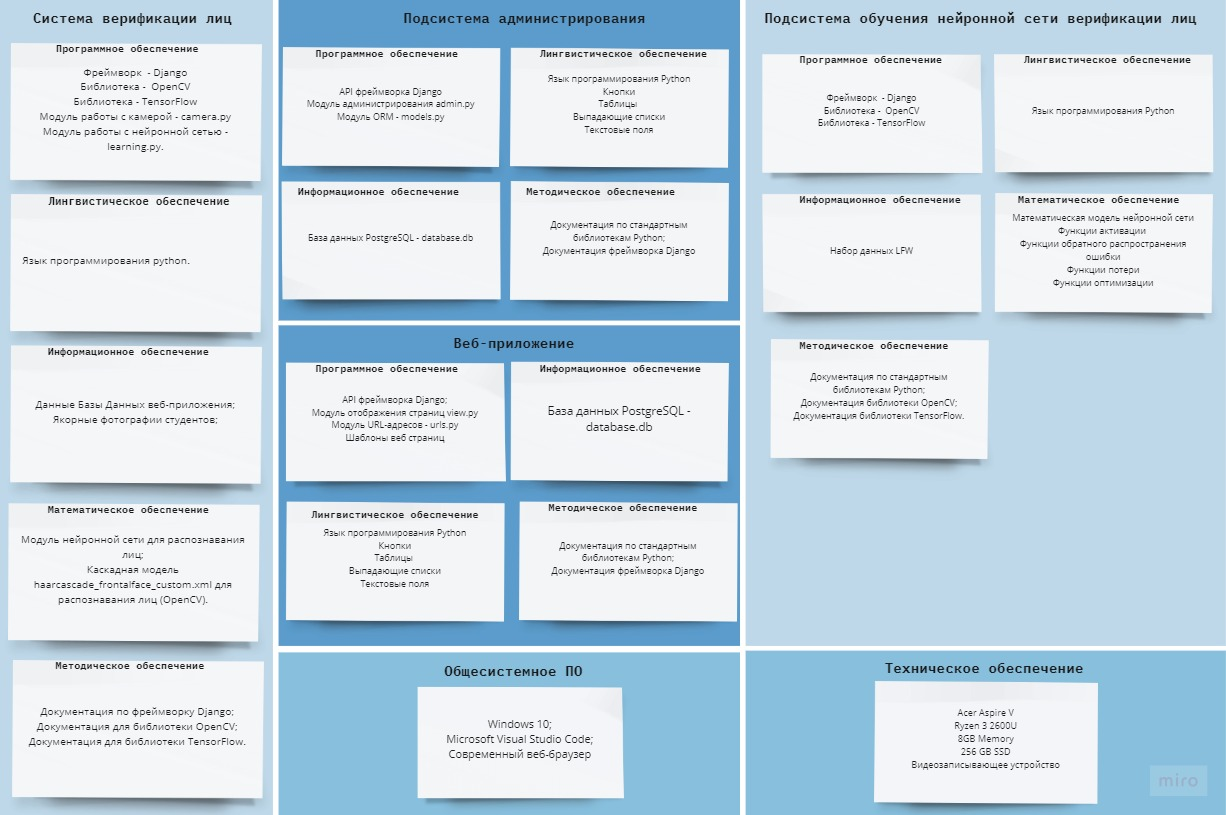 Система верификации лиц
Программное обеспечение
Фреймворк - Django
Библиотека - OpenCV
Библиотека - TensorFlow
Модуль работы с камерой - camera.py
Модуль работы с нейронной сетью -
learning.py.
Лингвистическое обеспечение
Язык программирования python.
Информационное обеспечение
Данные Базы Данных веб-приложения;
Якорные фотографии студентов;
Математическое обеспечение
Модуль нейронной сети для распознавания
лиц;
Каскадная модель
haarcascade_frontalface_custom.xml для
распознавания лиц (OpenCV).
Методическое обеспечение
Документация по фреймворку Django;
Документация для библиотеки OpenCV;
Документация для библиотеки TensorFlow.
Подсистема администрирования
Программное обеспечение
API фреймворка Django
Модуль администрирования admin.py
Модуль ORM - models.py
Лингвистическое обеспечение
Язык программирования Python
Кнопки
Таблицы
Выпадающие списки
Текстовые поля
Информационное обеспечение
База данных PostgreSQL - database.db
Методическое обеспечение
Документация по стандартным
библиотекам Python;
Документация фреймворка Django
Веб-приложение
Программное обеспечение
API фреймворка Django;
Модуль отображения страниц view.py
Модуль URL-адресов - urls.py
Шаблоны веб страниц
Информационное обеспечение
База данных PostgreSQL -
database.db
Лингвистическое обеспечение
Язык программирования Python
Кнопки
Таблицы
Выпадающие списки
Текстовые поля
Методическое обеспечение
Документация по стандартным
библиотекам Python;
Документация фреймворка Django
Общесистемное ПО
Windows 10;
Microsoft Visual Studio Code;
Современный веб-браузер
Подсистема обучения нейронной сети верификации лиц
Программное обеспечение
Фреймворк - Django
Библиотека - OpenCV
Библиотека - TensorFlow
Лингвистическое обеспечение
Язык программирования Python
Информационное обеспечение
Набор данных LFW
Математическое обеспечение
Математическая модель нейронной сети
Функции активации
Функции обратного распространения
ошибки
Функции потери
Функции оптимизации
Методическое обеспечение
Документация по стандартным
библиотекам Python;
Документация библиотеки OpenCV;
Документация библиотеки TensorFlow.
Техническое обеспечение
Acer Aspire V
Ryzen 3 2600U
8GB Memory
256 GB SSD
Видеозаписывающее устройство
miro